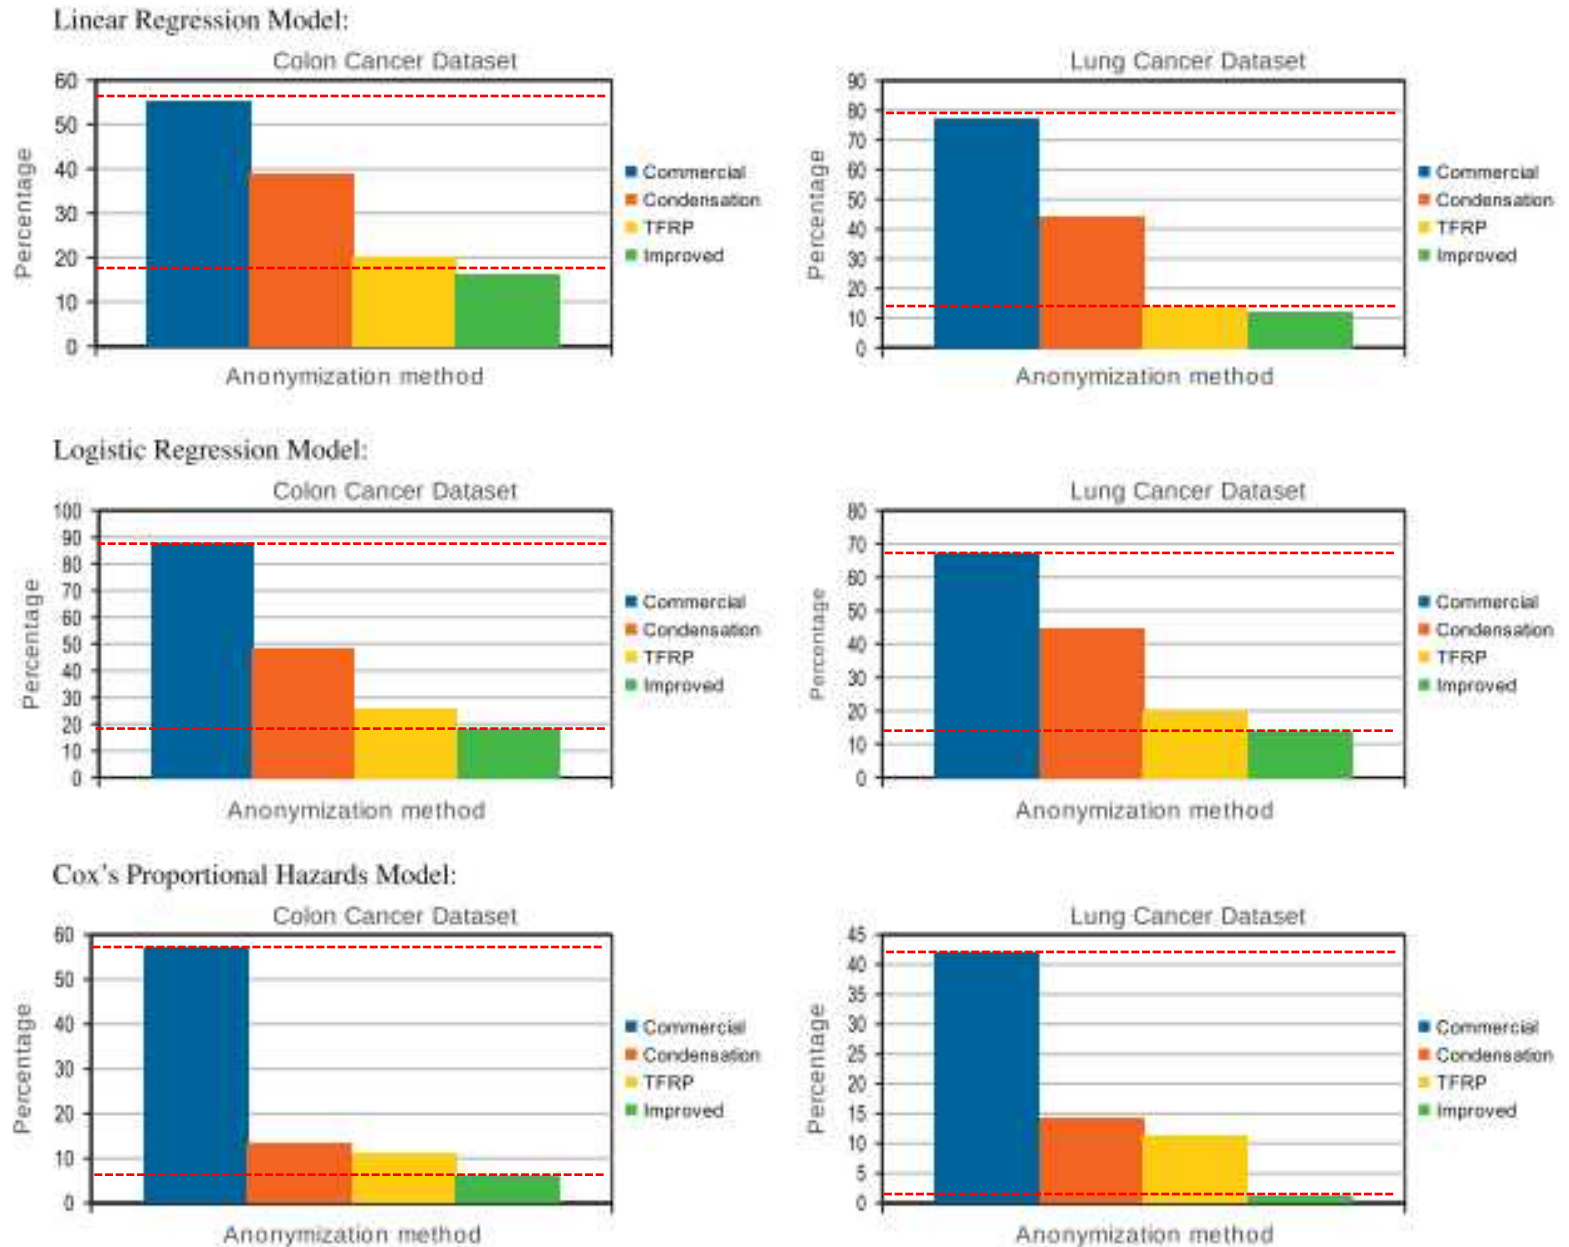 Linear Regression Model:
Colon Cancer Dataset
60
50
40
30
20
10
0
Percentage
Anonymization method
Commercial
Condensation
TFRP
Improved
Lung Cancer Dataset
90
80
70
60
50
40
30
20
10
0
Percentage
Anonymization method
Commercial
Condensation
TFRP
Improved
Logistic Regression Model:
Colon Cancer Dataset
100
90
80
70
60
50
40
30
20
10
0
Percentage
Anonymization method
Commercial
Condensation
TFRP
Improved
Lung Cancer Dataset
80
70
60
50
40
30
20
10
0
Percentage
Anonymization method
Commercial
Condensation
TFRP
Improved
Cox's Proportional Hazards Model:
Colon Cancer Dataset
60
50
40
30
20
10
0
Percentage
Anonymization method
Commercial
Condensation
TFRP
Improved
Lung Cancer Dataset
45
40
35
30
25
20
15
10
5
0
Percentage
Anonymization method
Commercial
Condensation
TFRP
Improved